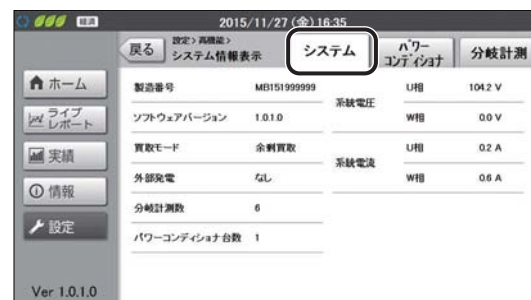 経済 2015/11/27 (金) 16:35
戻る
設定 > 高機能 >
システム情報表示
システム
パワー
コンディショナ
分岐計測
ホーム
ライブ
レポート
実績
情報
設定
Ver 1.0.1.0
製造番号 MB151999999
ソフトウェアバージョン 1.0.1.0
買取モード 余剰買取
外部発電 なし
分岐計測数 6
パワーコンディショナ台数 1
系統電圧
U相 104.2 V
W相 0.0 V
系統電流
U相 0.2 A
W相 0.6 A